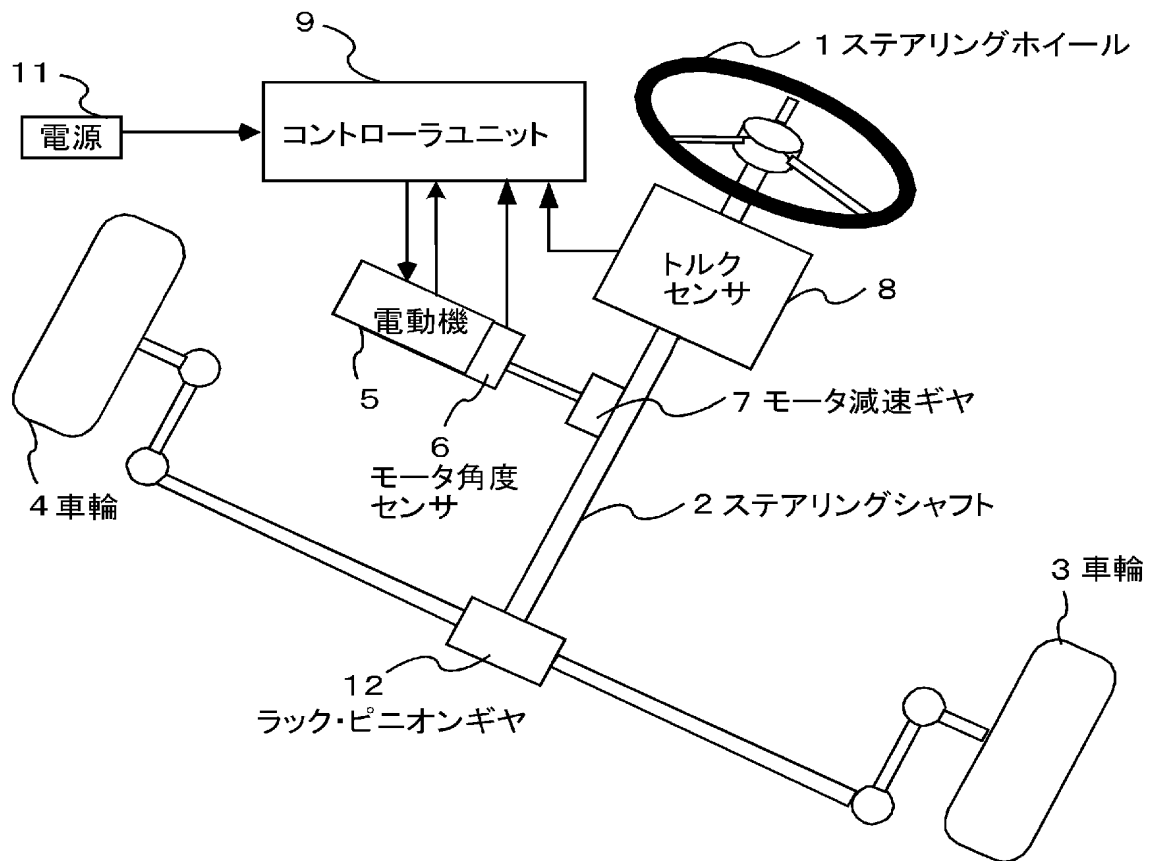 9
1 ステアリングホイール
11
電源
コントローラユニット
トルク
センサ
8
電動機
5
7 モータ減速ギヤ
6
モータ角度
センサ
4 車輪
2 ステアリングシャフト
3 車輪
12
ラック・ピニオンギヤ